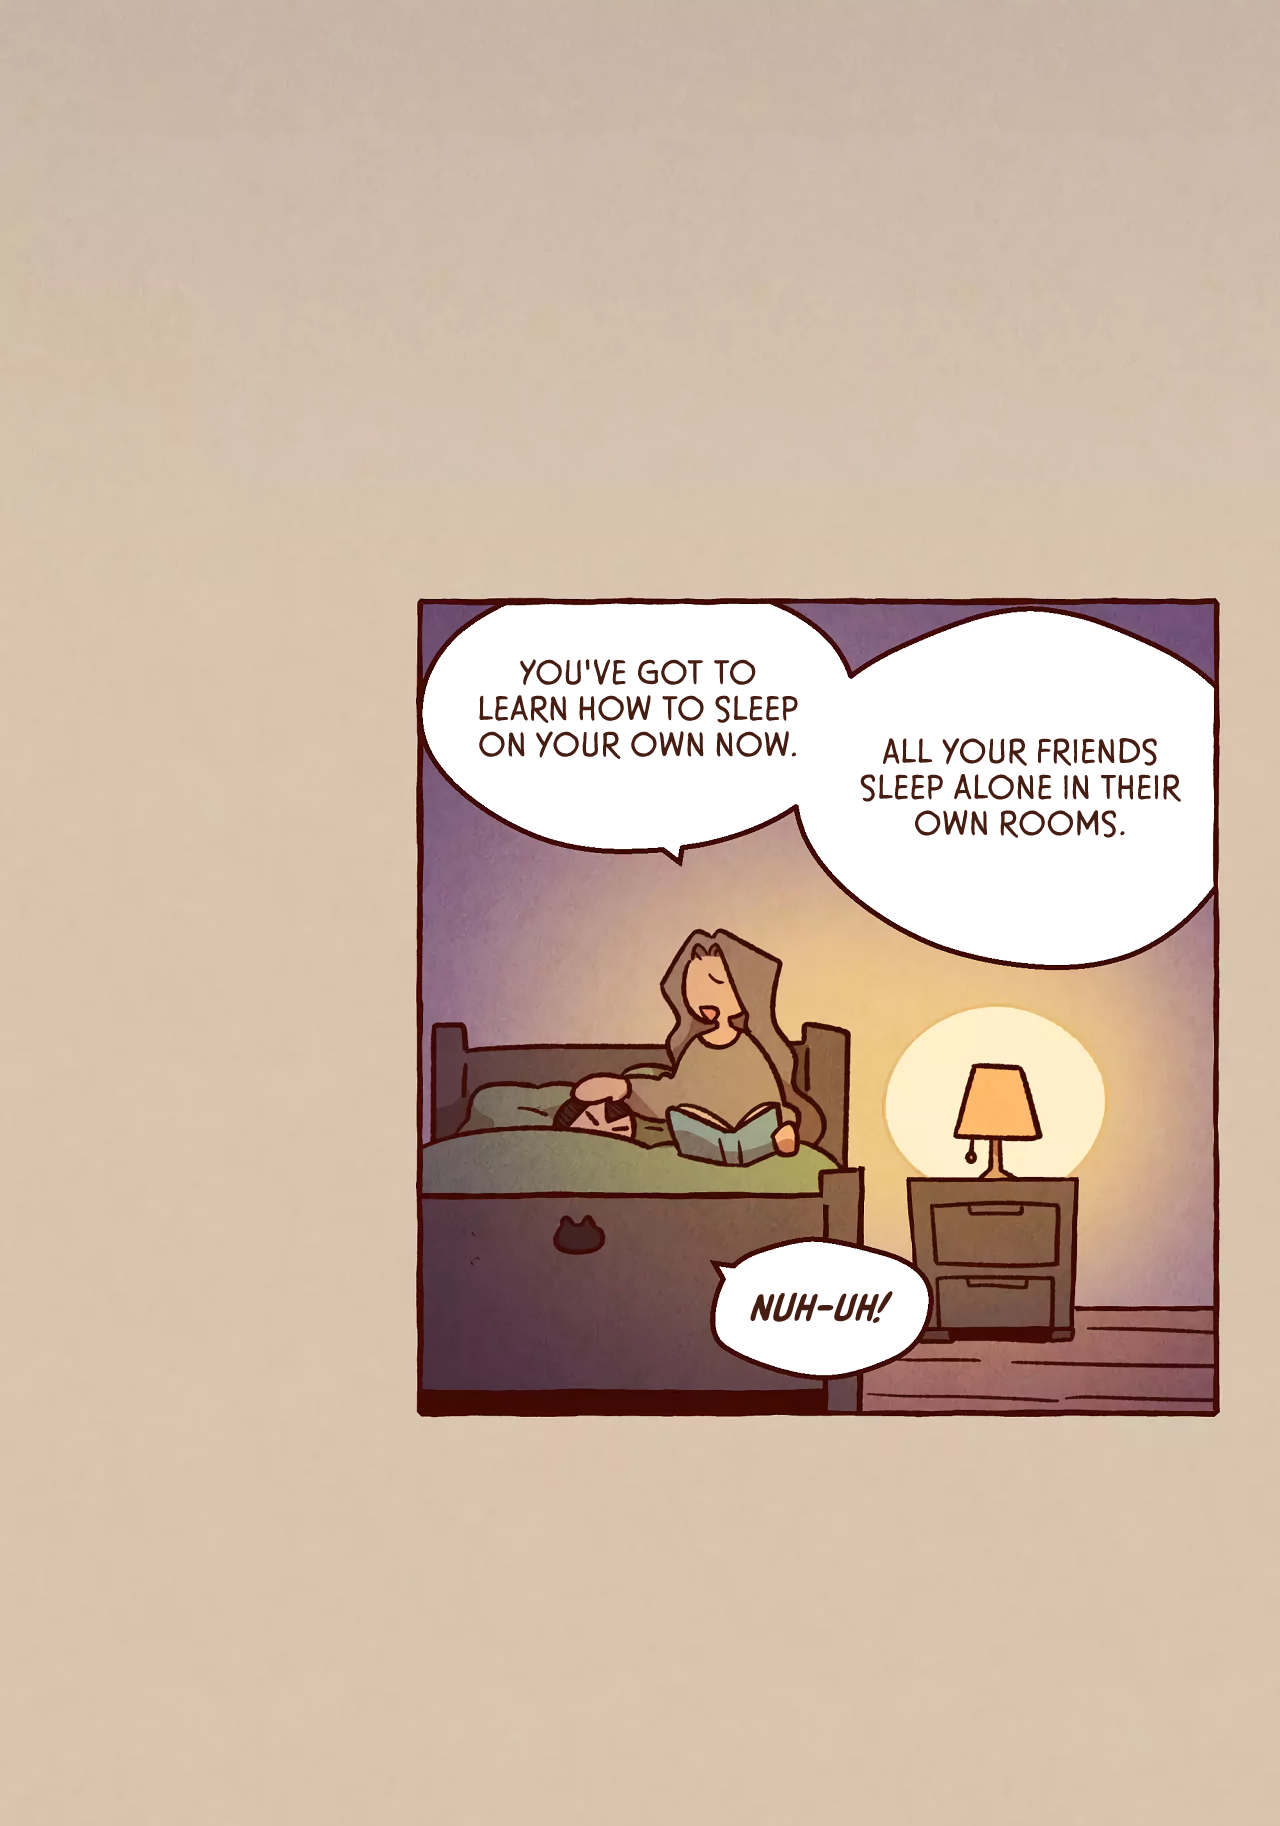 YOU'VE GOT TO
LEARN HOW TO SLEEP
ON YOUR OWN NOW.
ALL YOUR FRIENDS
SLEEP ALONE IN THEIR
OWN ROOMS.
NUH-UH!